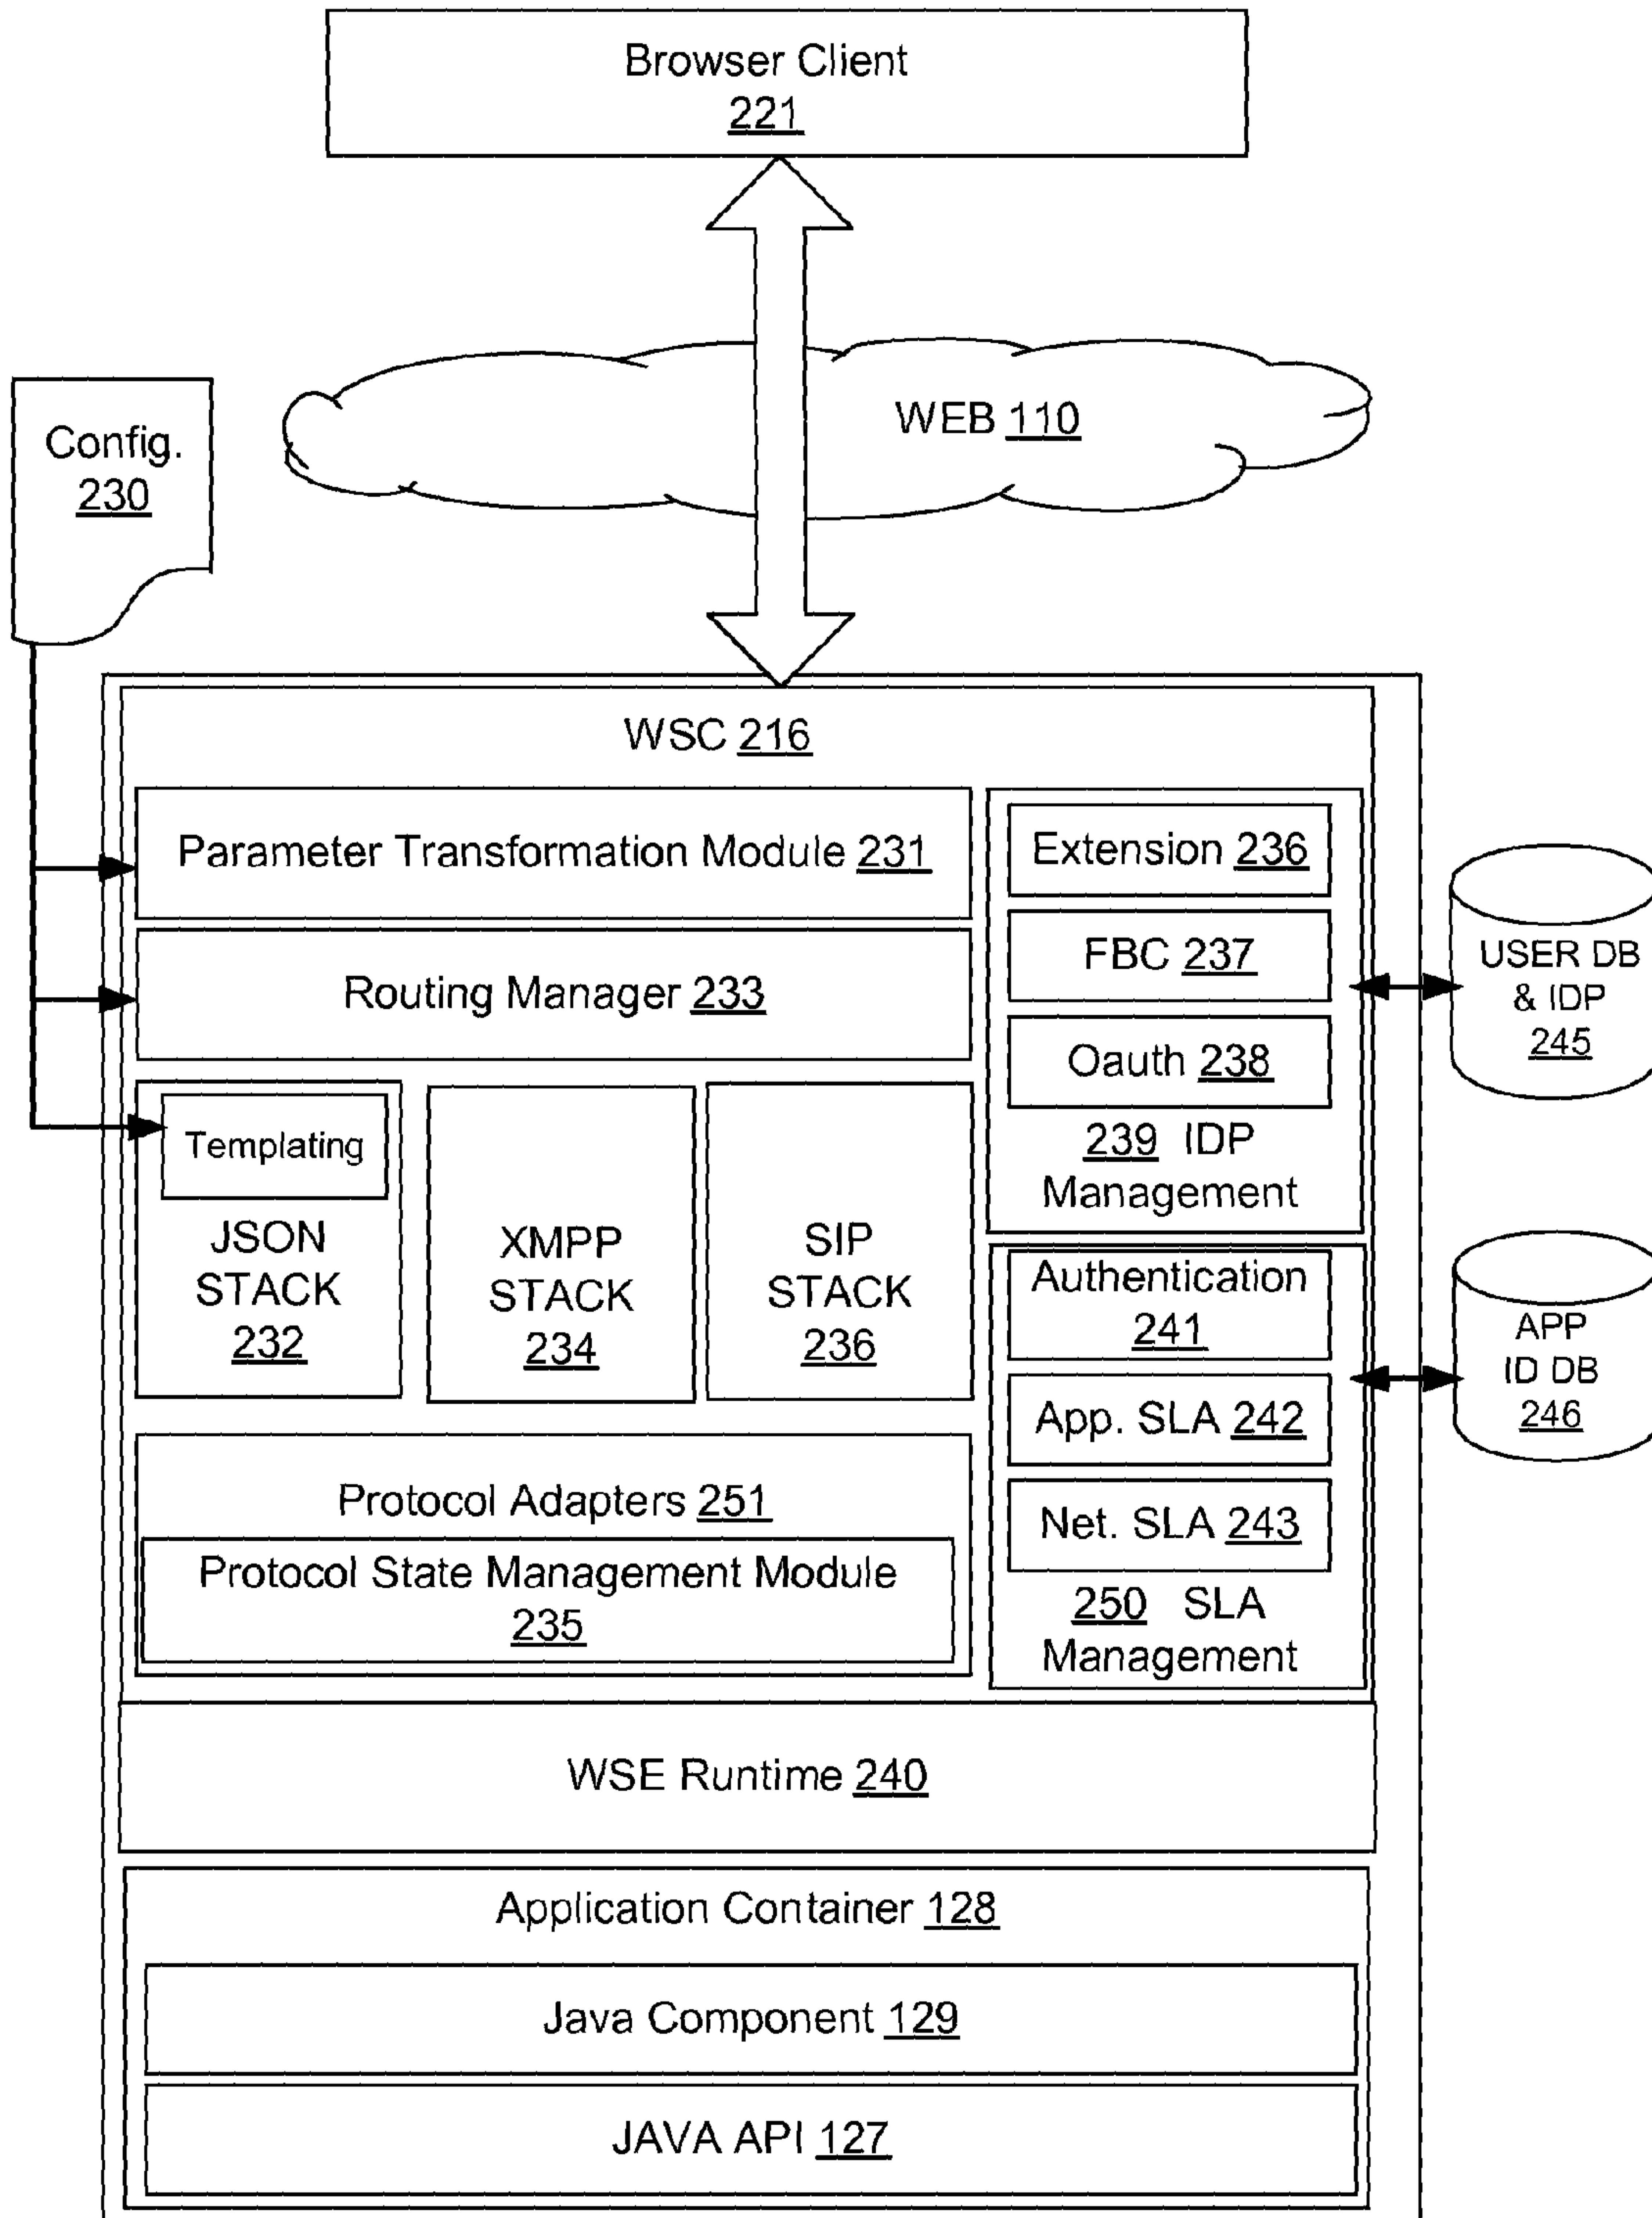 Browser Client
221
WEB 110
Config.
230
WSC 216
Parameter Transformation Module 231
Routing Manager 233
Templating
JSON
STACK
232
XMPP
STACK
234
SIP
STACK
236
Protocol Adapters 251
Protocol State Management Module
235
Extension 236
FBC 237
Oauth 238
239 IDP
Management
Authentication
241
App. SLA 242
Net. SLA 243
250 SLA
Management
USER DB
& IDP
245
APP
ID DB
246
WSE Runtime 240
Application Container 128
Java Component 129
JAVA API 127